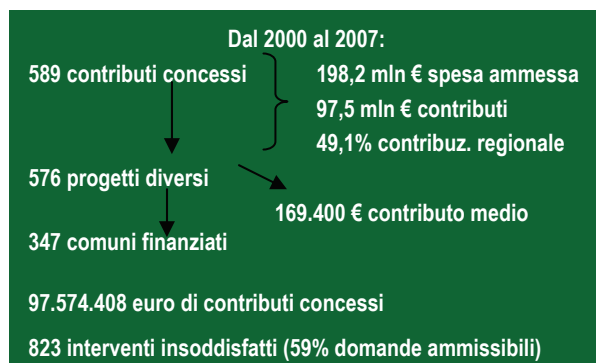 Dal 2000 al 2007:
589 contributi concessi
198,2 mln € spesa ammessa
97,5 mln € contributi
49,1% contribuz. regionale
576 progetti diversi
169.400 € contributo medio
347 comuni finanziati
97.574.408 euro di contributi concessi
823 interventi insoddisfatti (59% domande ammissibili)